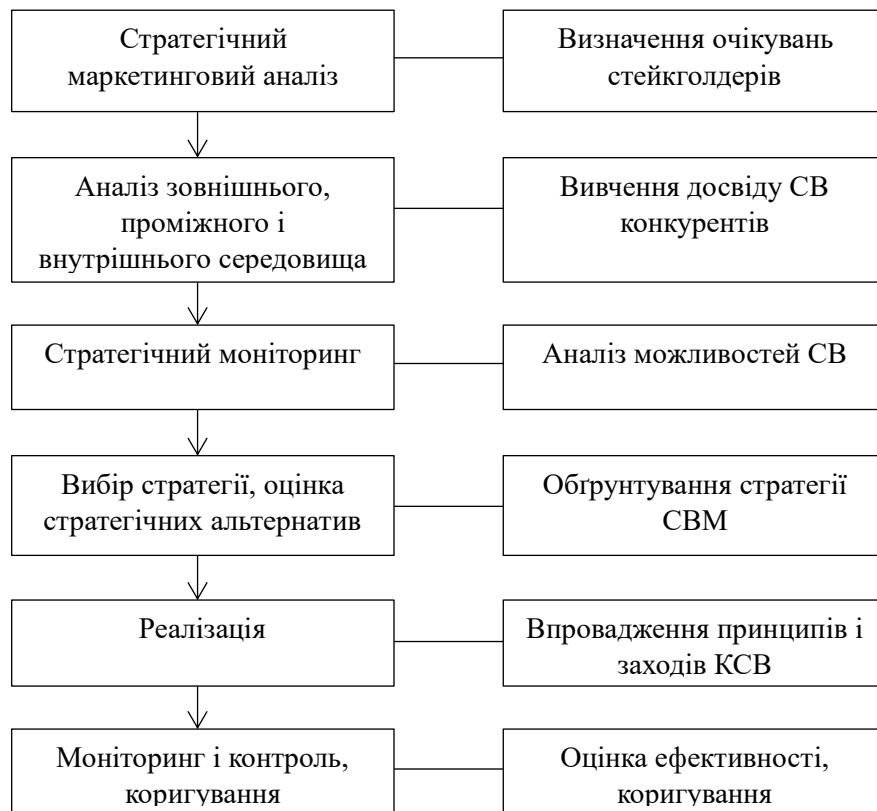 Стратегічний
маркетинговий аналіз
Визначення очікувань
стейкголдерів
Аналіз зовнішнього,
проміжного і
внутрішнього середовища
Вивчення досвіду СВ
конкурентів
Стратегічний моніторинг
Аналіз можливостей СВ
Вибір стратегії, оцінка
стратегічних альтернатив
Обґрунтування стратегії
СВМ
Реалізація
Впровадження принципів і
заходів КСВ
Моніторинг і контроль,
коригування
Оцінка ефективності,
коригування